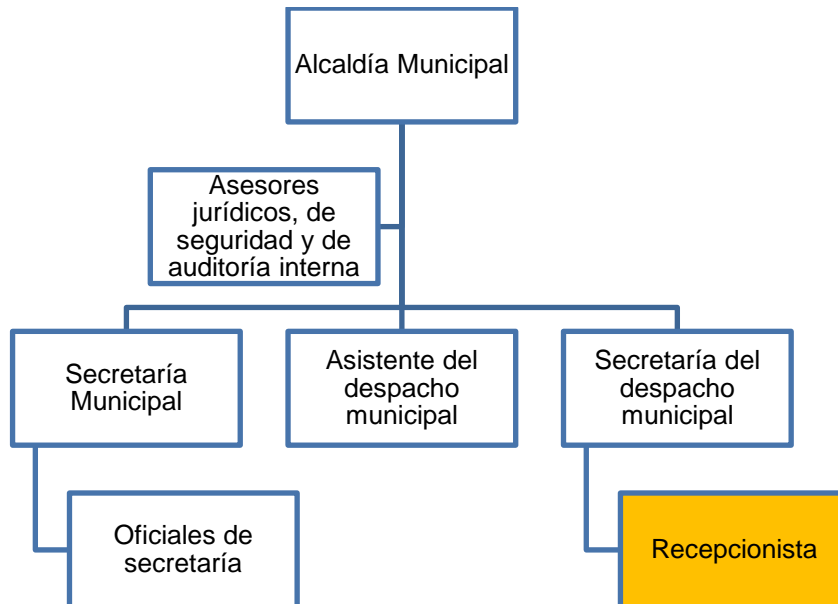 Alcaldía Municipal
Asesores
jurídicos, de
seguridad y de
auditoría interna
Secretaría
Municipal
Asistente del
despacho
municipal
Secretaría del
despacho
municipal
Oficiales de
secretaría
Recepcionista